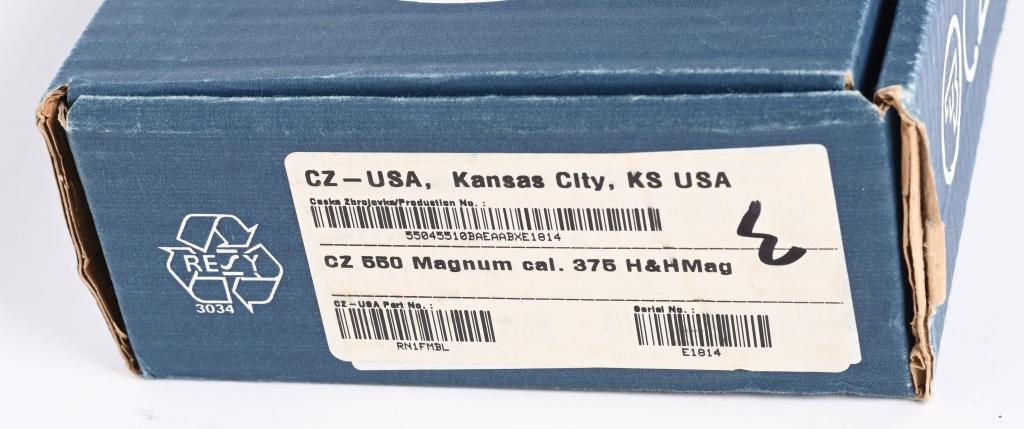 CZ-USA, Kansas City, KS USA
Ceska Zbrojovka/Production No. :
55045510BAEAABXE1814
CZ 550 Magnum cal. 375 H&HMag
CZ-USA Part No. :
RN1FMBL
Serial No. :
E1814
RESY
3034